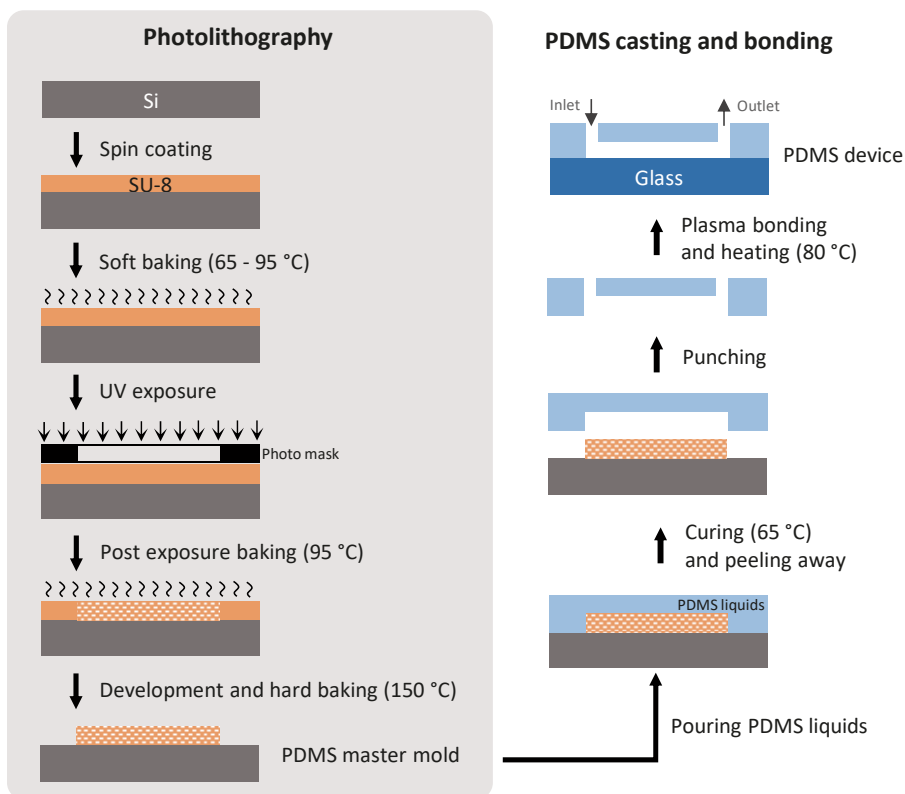 Photolithography
Si
Spin coating
SU-8
Soft baking (65 - 95 °C)
UV exposure
Photo mask
Post exposure baking (95 °C)
Development and hard baking (150 °C)
PDMS master mold
PDMS casting and bonding
Inlet
Outlet
PDMS device
Glass
Plasma bonding
and heating (80 °C)
Punching
Curing (65 °C)
and peeling away
PDMS liquids
Pouring PDMS liquids